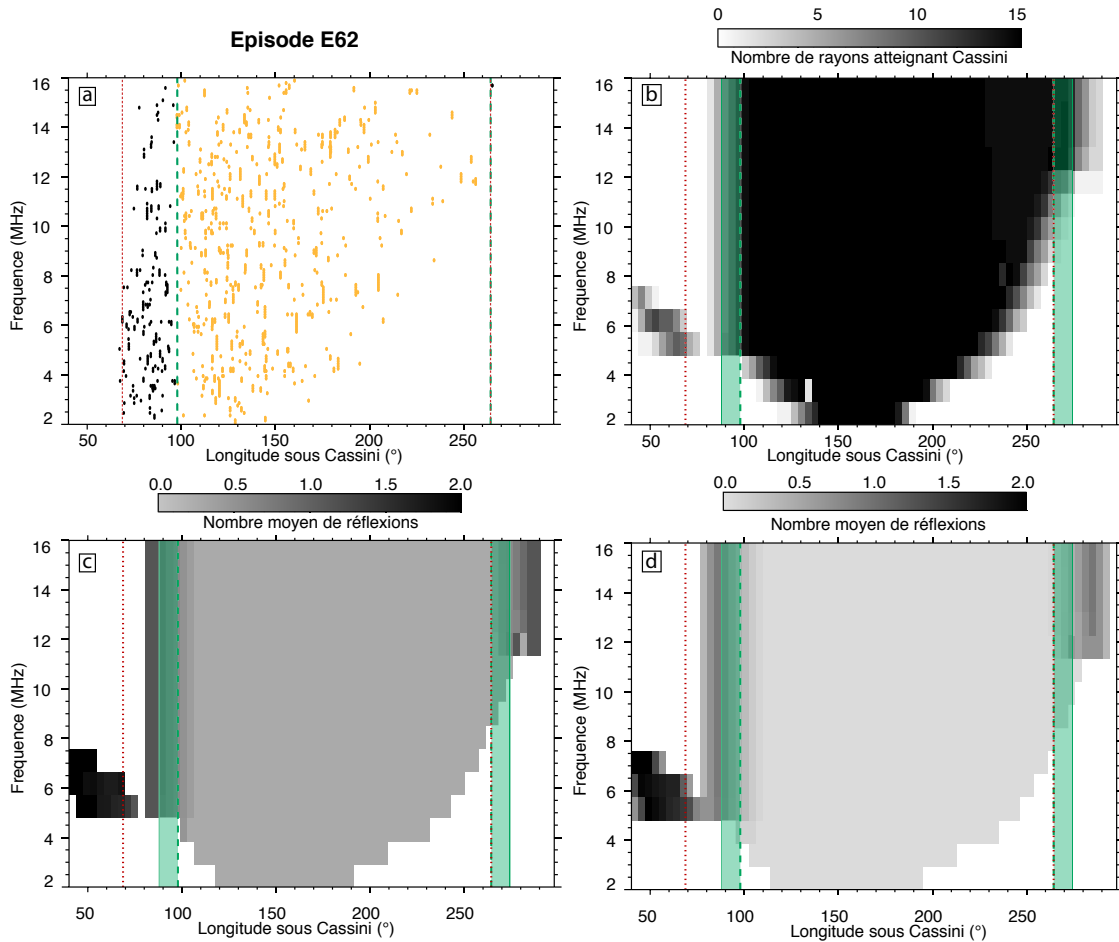 Episode E62
0 5 10 15
Nombre de rayons atteignant Cassini
a
16
14
12
10
8
6
4
2
Frequence (MHz)
50 100 150 200 250
Longitude sous Cassini (°)
b
16
14
12
10
8
6
4
2
Frequence (MHz)
50 100 150 200 250
Longitude sous Cassini (°)
0.0 0.5 1.0 1.5 2.0
Nombre moyen de réflexions
c
16
14
12
10
8
6
4
2
Frequence (MHz)
50 100 150 200 250
Longitude sous Cassini (°)
0.0 0.5 1.0 1.5 2.0
Nombre moyen de réflexions
d
16
14
12
10
8
6
4
2
Frequence (MHz)
50 100 150 200 250
Longitude sous Cassini (°)